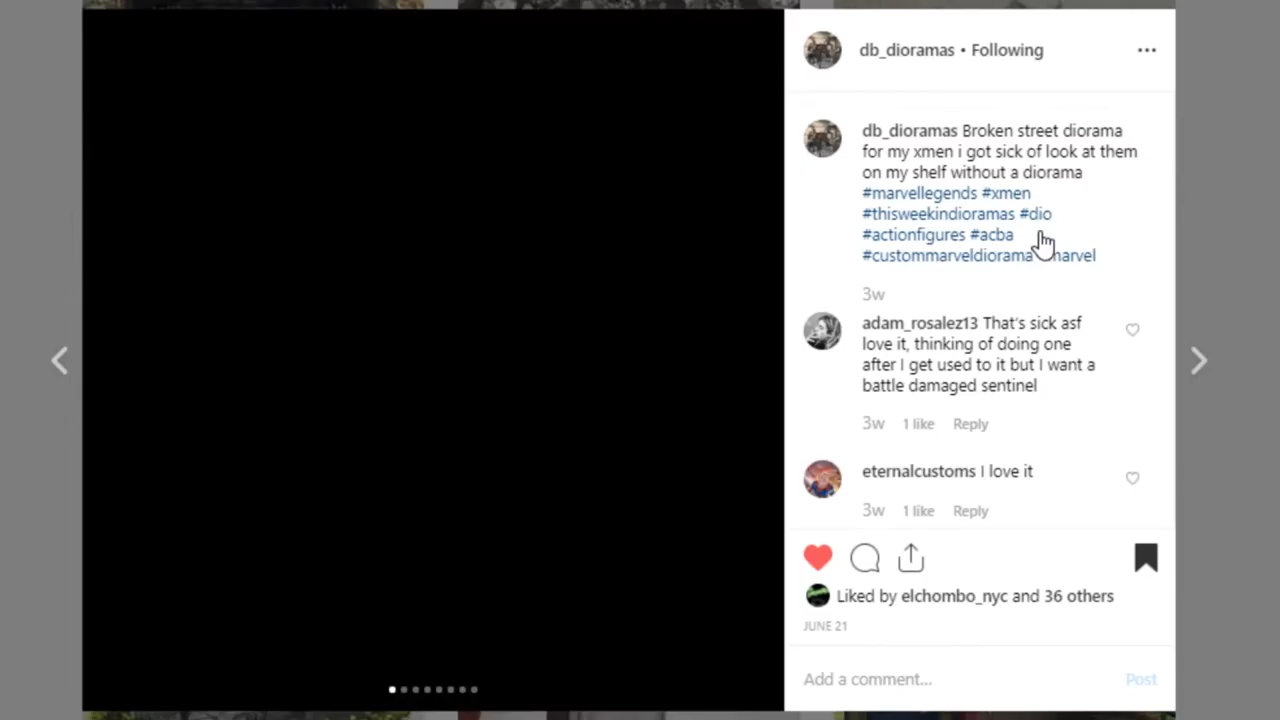 db_dioramas • Following
db_dioramas Broken street diorama
for my xmen i got sick of look at them
on my shelf without a diorama
#marvellegends #xmen
#thisweekindioramas #dio
#actionfigures #acba
#custommarveldiorama marvel
3w
adam_rosalez13 That's sick asf
love it, thinking of doing one
after I get used to it but I want a
battle damaged sentinel
3w 1 like Reply
eternalcustoms I love it
3w 1 like Reply
Liked by elchombo_nyc and 36 others
JUNE 21
Add a comment... Post